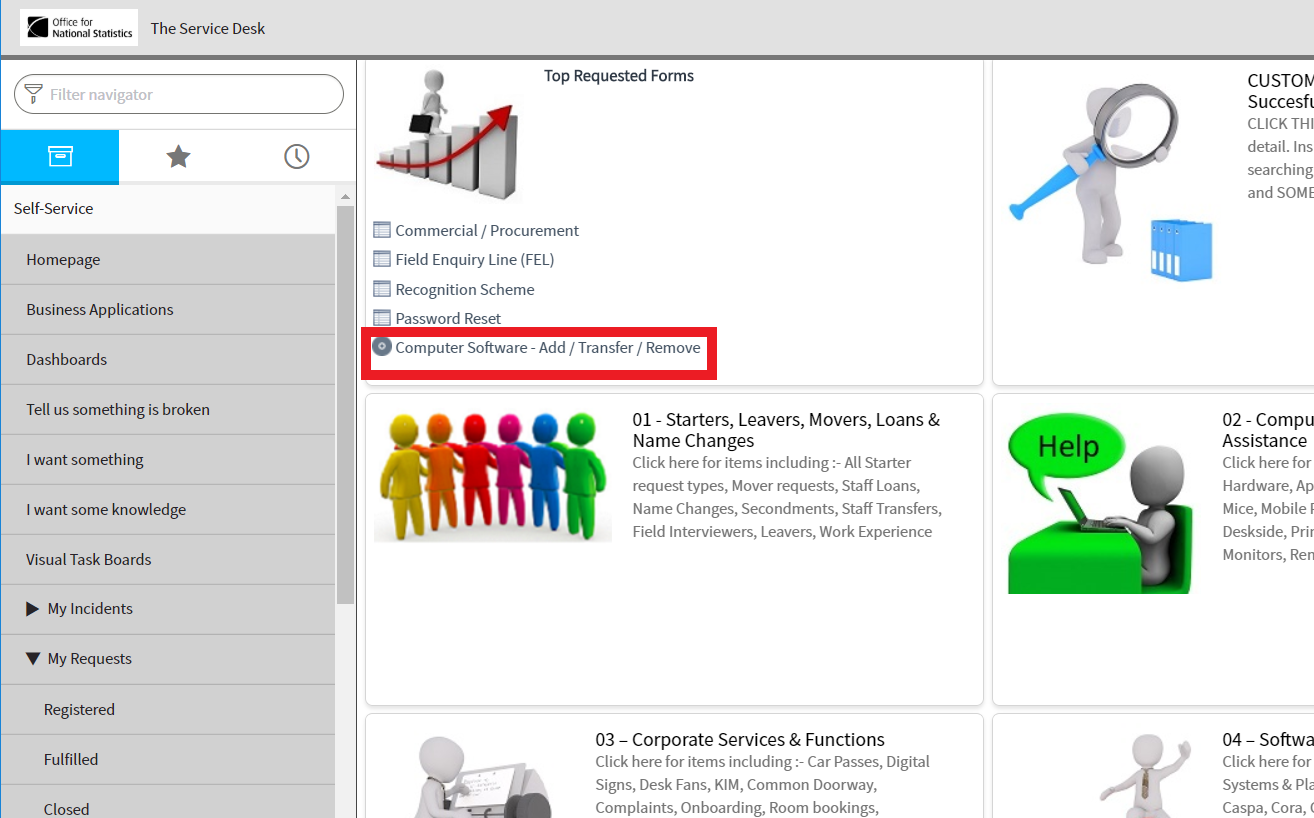 Office for
National Statistics
The Service Desk
Filter navigator
Self-Service
Homepage
Business Applications
Dashboards
Tell us something is broken
I want something
I want some knowledge
Visual Task Boards
My Incidents
My Requests
Registered
Fulfilled
Closed
Top Requested Forms
Commercial / Procurement
Field Enquiry Line (FEL)
Recognition Scheme
Password Reset
Computer Software - Add / Transfer / Remove
CUSTOM
Succesfu
CLICK THI
detail. Ins
searching
and SOME
01 - Starters, Leavers, Movers, Loans &
Name Changes
Click here for items including :- All Starter
request types, Mover requests, Staff Loans,
Name Changes, Secondments, Staff Transfers,
Field Interviewers, Leavers, Work Experience
Help
02 - Compu
Assistance
Click here for
Hardware, Ap
Mice, Mobile
Deskside, Prin
Monitors, Ren
03 – Corporate Services & Functions
Click here for items including :- Car Passes, Digital
Signs, Desk Fans, KIM, Common Doorway,
Complaints, Onboarding, Room bookings,
04 – Softwa
Click here for
Systems & Pla
Caspa, Cora,